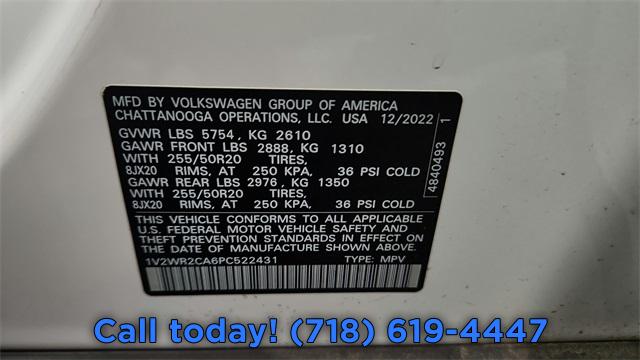 MFD BY VOLKSWAGEN GROUP OF AMERICA
CHATTANOOGA OPERATIONS, LLC. USA 12/2022
GVWR LBS 5754, KG 2610
GAWR FRONT LBS 2888, KG 1310
WITH 255/50R20 TIRES,
8JX20 RIMS, AT 250 KPA, 36 PSI COLD
GAWR REAR LBS 2976, KG 1350
WITH 255/50R20 TIRES,
8JX20 RIMS, AT 250 KPA, 36 PSI COLD
THIS VEHICLE CONFORMS TO ALL APPLICABLE
U.S. FEDERAL MOTOR VEHICLE SAFETY AND
THEFT PREVENTION STANDARDS IN EFFECT ON
THE DATE OF MANUFACTURE SHOWN ABOVE.
1V2WR2CA6PC522431 TYPE: MPV
4840493 1
Call today! (718) 619-4447